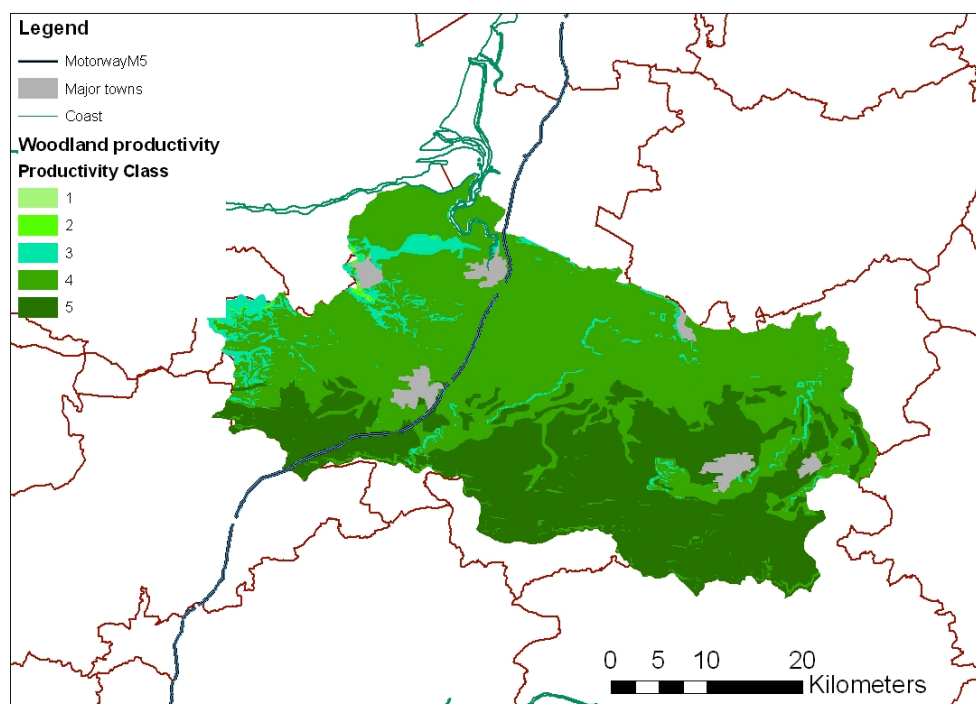 Legend
MotorwayM5
Major towns
Coast
Woodland productivity
Productivity Class
1
2
3
4
5
0 5 10 20
Kilometers